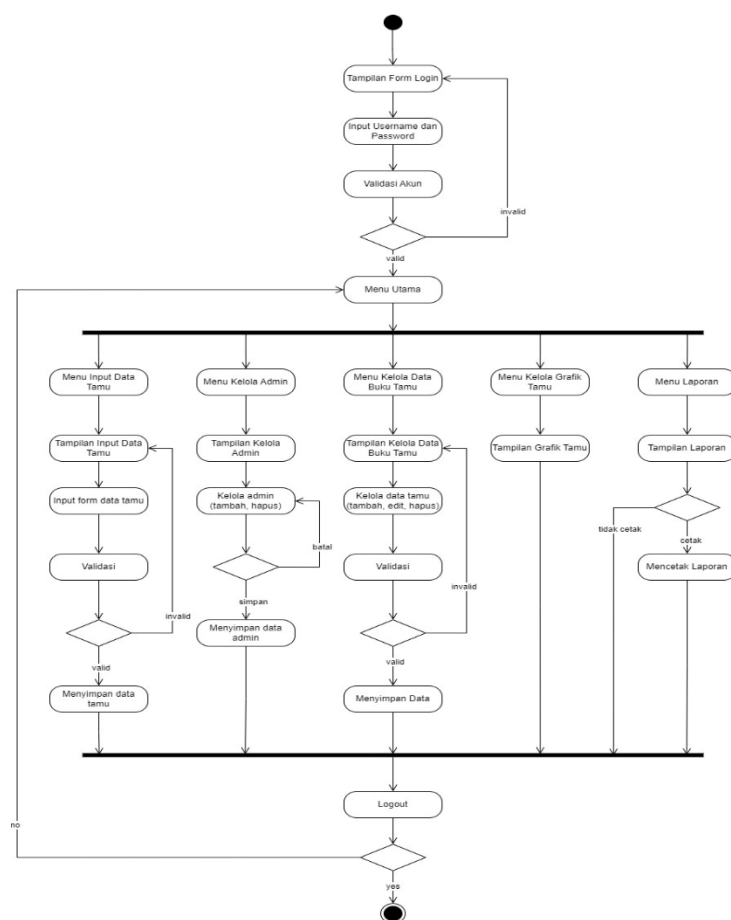 Tampilan Form Login
Input Username dan
Password
Validasi Akun
invalid
valid
Menu Utama
Menu Input Data
Tamu
Menu Kelola Admin
Menu Kelola Data
Buku Tamu
Menu Kelola Grafik
Tamu
Menu Laporan
Tampilan Input Data
Tamu
Tampilan Kelola
Admin
Tampilan Kelola Data
Buku Tamu
Tampilan Grafik Tamu
Tampilan Laporan
Input form data tamu
Kelola admin
(tambah, hapus)
Kelola data tamu
(tambah, edit, hapus)
tidak cetak
cetak
batal
Validasi
Validasi
Mencetak Laporan
simpan
invalid
invalid
Menyimpan data
admin
valid
valid
Menyimpan data
tamu
Menyimpan Data
Logout
no
yes